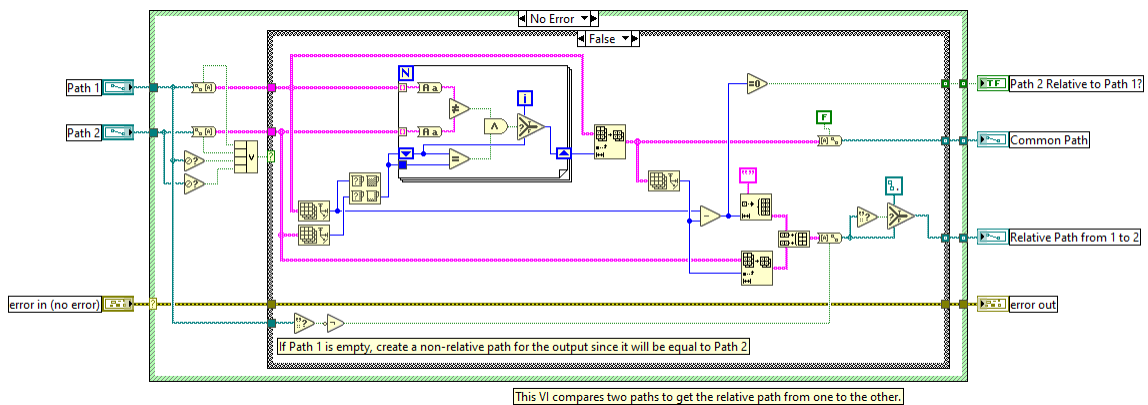 No Error
False
N
Path 1
A a
i
=0
TF
Path 2 Relative to Path 1?
F
Path 2
A a
Common Path
Relative Path from 1 to 2
error in (no error)
error out
If Path 1 is empty, create a non-relative path for the output since it will be equal to Path 2
This VI compares two paths to get the relative path from one to the other.